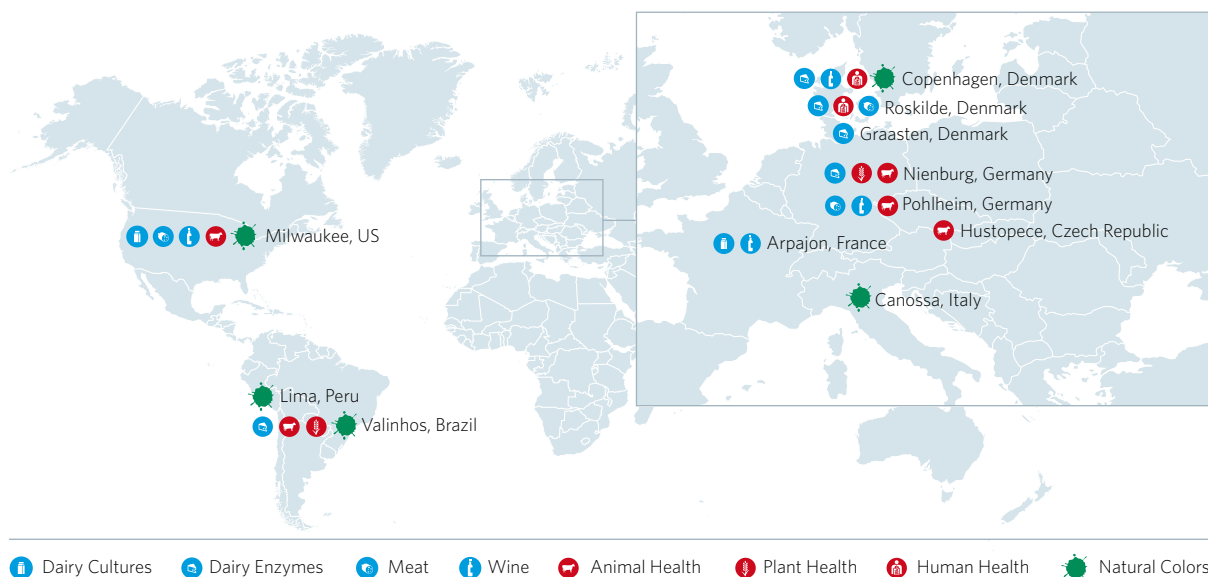 Copenhagen, Denmark
Roskilde, Denmark
Graasten, Denmark
Nienburg, Germany
Pohlheim, Germany
Hustopece, Czech Republic
Milwaukee, US
Arpajon, France
Canossa, Italy
Lima, Peru
Valinhos, Brazil
Dairy Cultures Dairy Enzymes Meat Wine Animal Health Plant Health Human Health Natural Colors